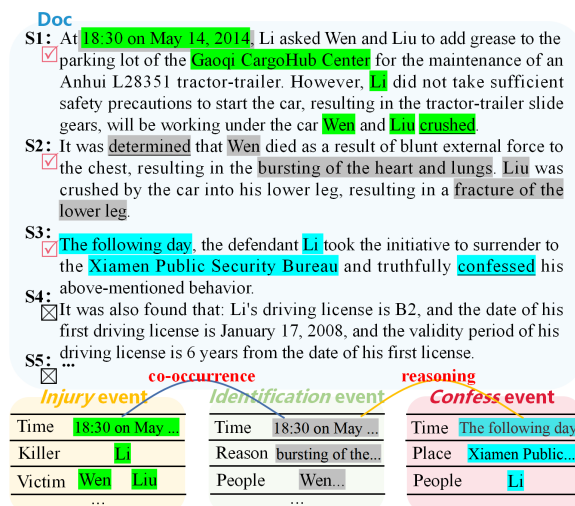 Doc
S1: At 18:30 on May 14, 2014, Li asked Wen and Liu to add grease to the
parking lot of the Gaoqi CargoHub Center for the maintenance of an
Anhui L28351 tractor-trailer. However, Li did not take sufficient
safety precautions to start the car, resulting in the tractor-trailer slide
gears, will be working under the car Wen and Liu crushed.
S2: It was determined that Wen died as a result of blunt external force to
the chest, resulting in the bursting of the heart and lungs. Liu was
crushed by the car into his lower leg, resulting in a fracture of the
lower leg.
S3: The following day, the defendant Li took the initiative to surrender to
the Xiamen Public Security Bureau and truthfully confessed his
above-mentioned behavior.
S4: It was also found that: Li's driving license is B2, and the date of his
first driving license is January 17, 2008, and the validity period of his
driving license is 6 years from the date of his first license.
S5: ...
co-occurrence reasoning
Injury event Identification event Confess event
Time 18:30 on May ... Time 18:30 on May ... Time The following day
Killer Li Reason bursting of the... Place Xiamen Public...
Victim Wen Liu People Wen... People Li
... ... ...